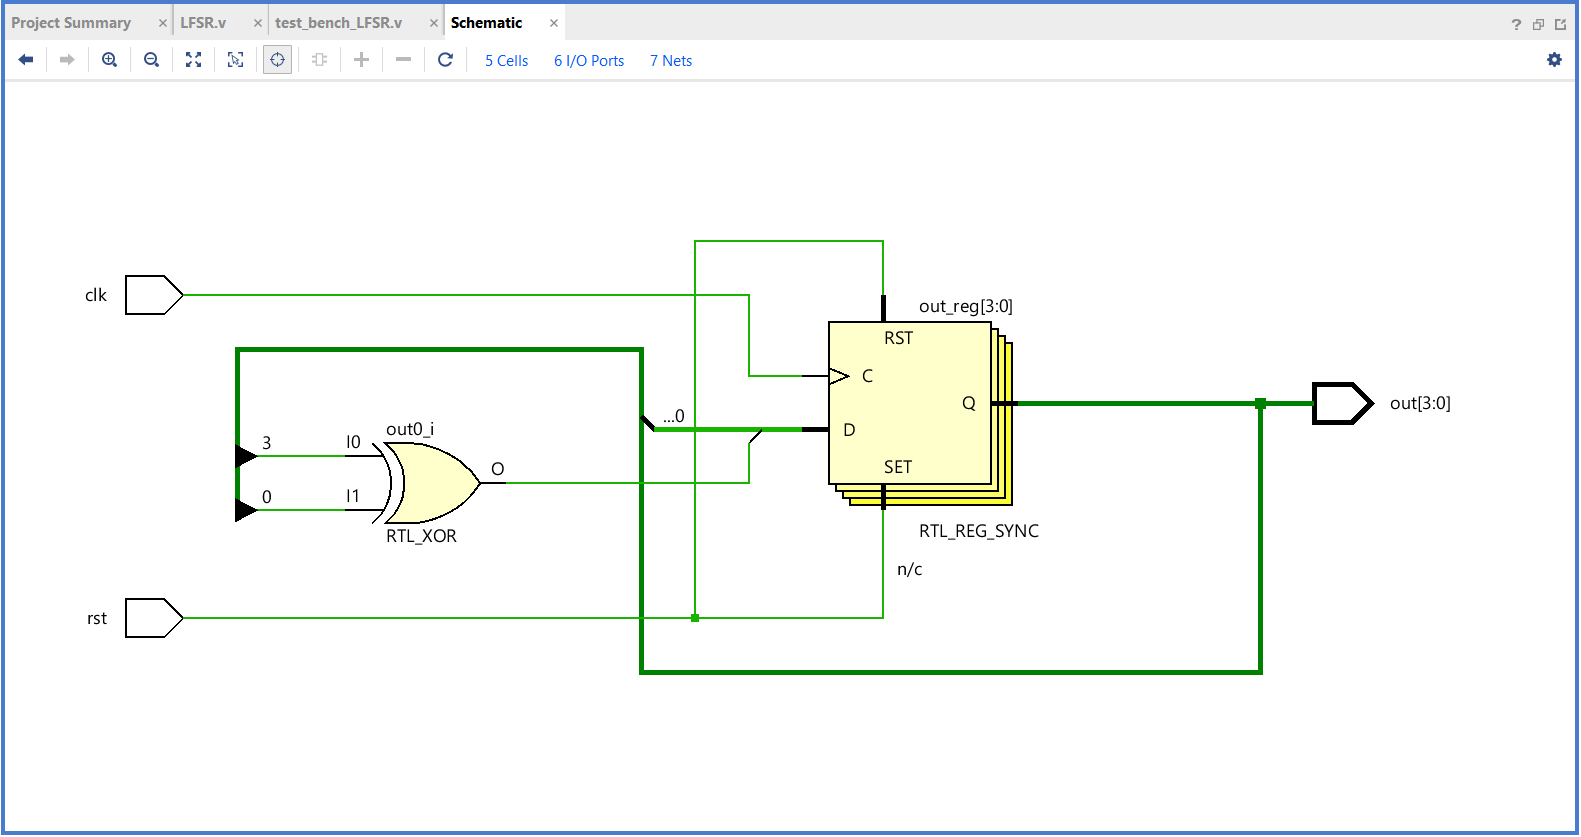 Project Summary
LFSR.v
test_bench_LFSR.v
Schematic
?
5 Cells
6 I/O Ports
7 Nets
clk
out_reg[3:0]
RST
C
Q
out[3:0]
...0
D
out0_i
3
I0
O
SET
0
I1
RTL_XOR
RTL_REG_SYNC
n/c
rst